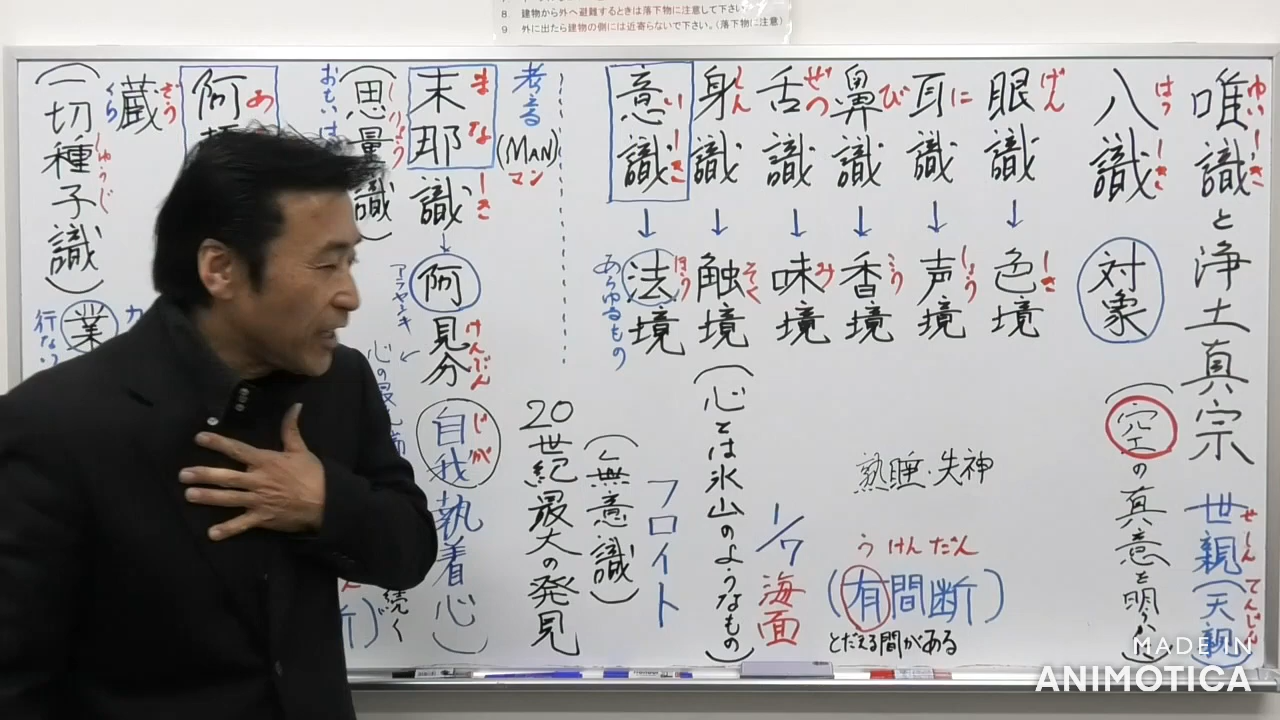 8. 建物から外へ避難するときは落下物に注意して下さい
9 外に出たら建物の側には近寄らないで下さい。(落下物に注意)
唯識と浄土真宗
ゆいしき
世親(天親)
せしんてんじん
八識
はっしき
対象
(空の真意を明らか)
眼識
げん
↓
色境
しき
耳識
に
↓
声境
しょう
鼻識
び
↓
香境
こう
舌識
ぜつ
↓
味境
み
身識
しん
↓
触境
そく
意識
いしき
↓
法境
ほう
あらゆるもの
熟睡・失神
うけんだん
(有間断)
とだえる間がある
(心とは氷山のようなもの)
1/7
海面
フロイト
(無意識)
20世紀最大の発見
考える
(MAN)
マン
末那識
まなしき
↓
阿
見分
けんぶん
アラヤシキ
(自我執着心)
じが
(思量識)
りょう
おもいは
続く
阿
あ
蔵
ぞう
くら
(一切種子識)
しゅうじ
業
行な
MADE IN
ANIMOTICA